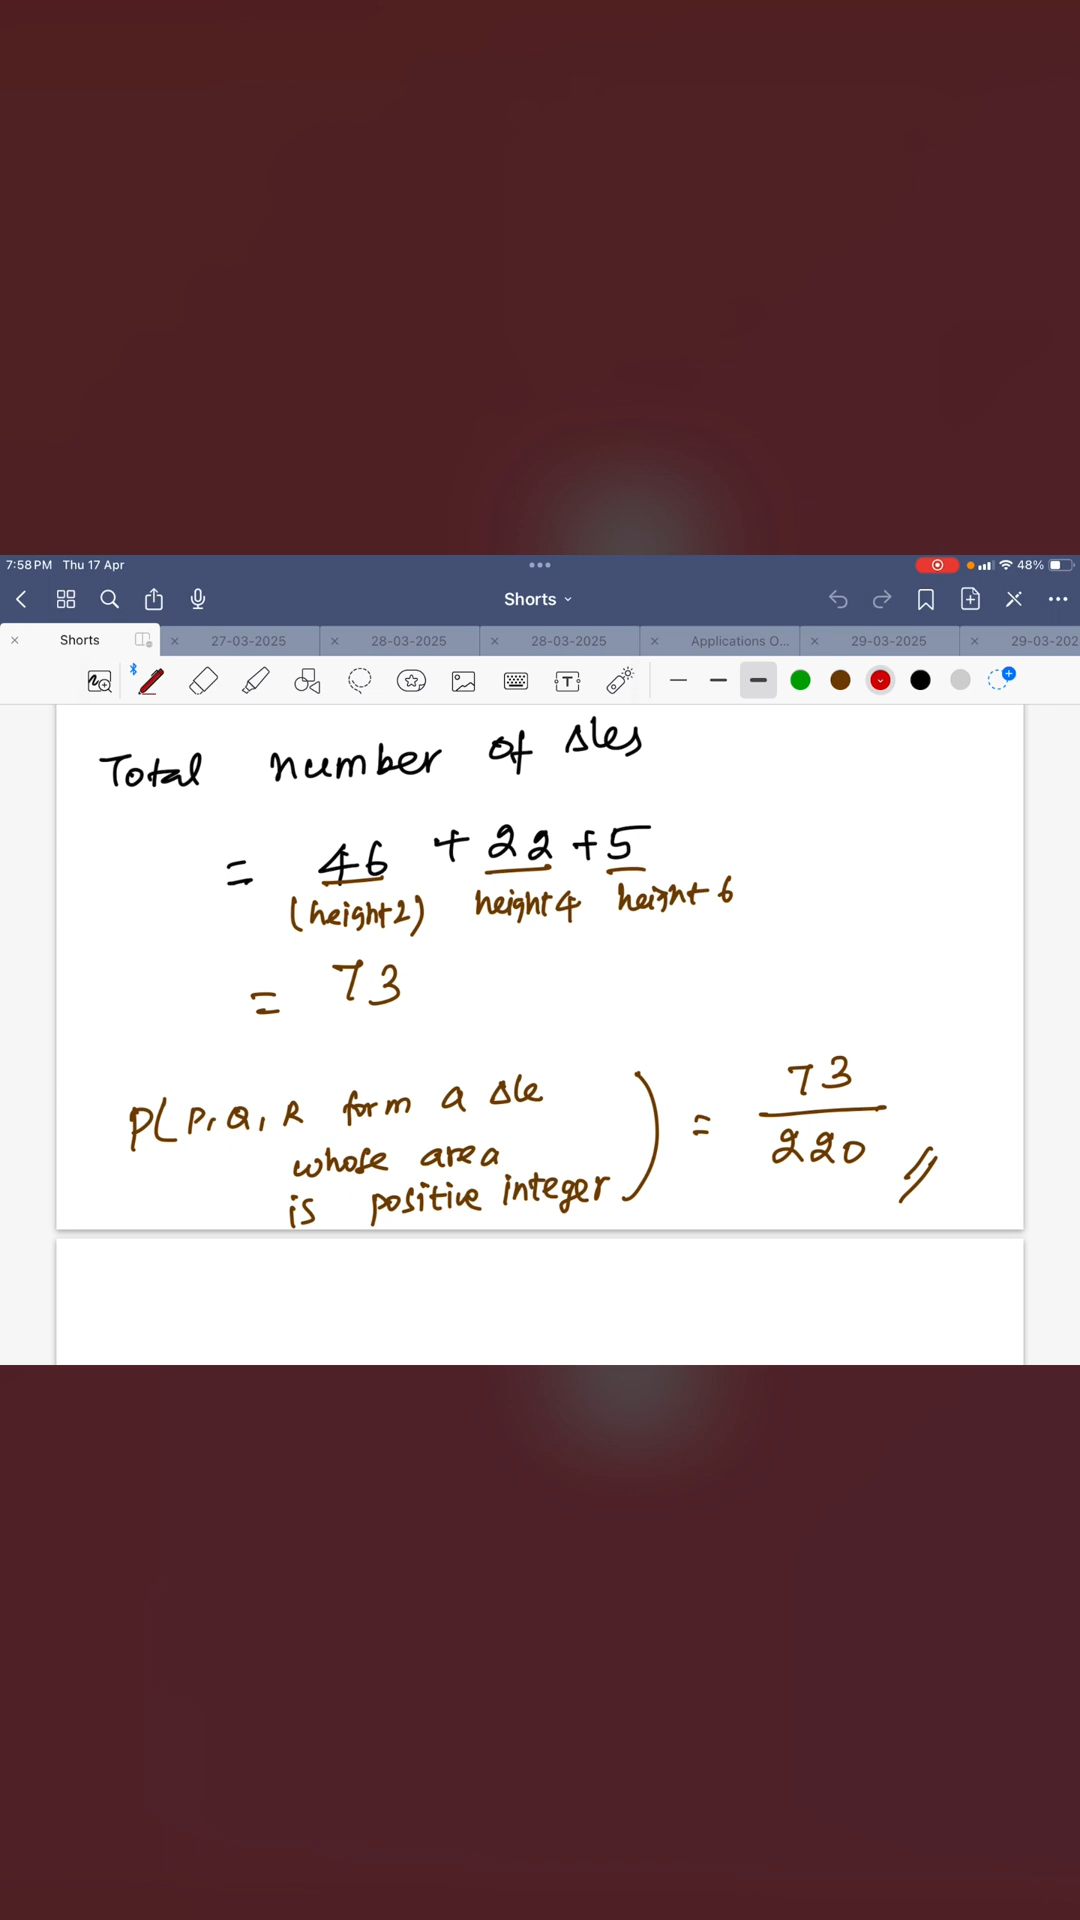 7:58 PM Thu 17 Apr
48%
Shorts
Shorts
27-03-2025
28-03-2025
28-03-2025
Applications O...
29-03-2025
29-03-202
T
Total number of Δles
= 46 + 22 + 5
(height 2) height 4 height 6
= 73
P( P, Q, R form a Δle whose area is positive integer ) = 73/220 //